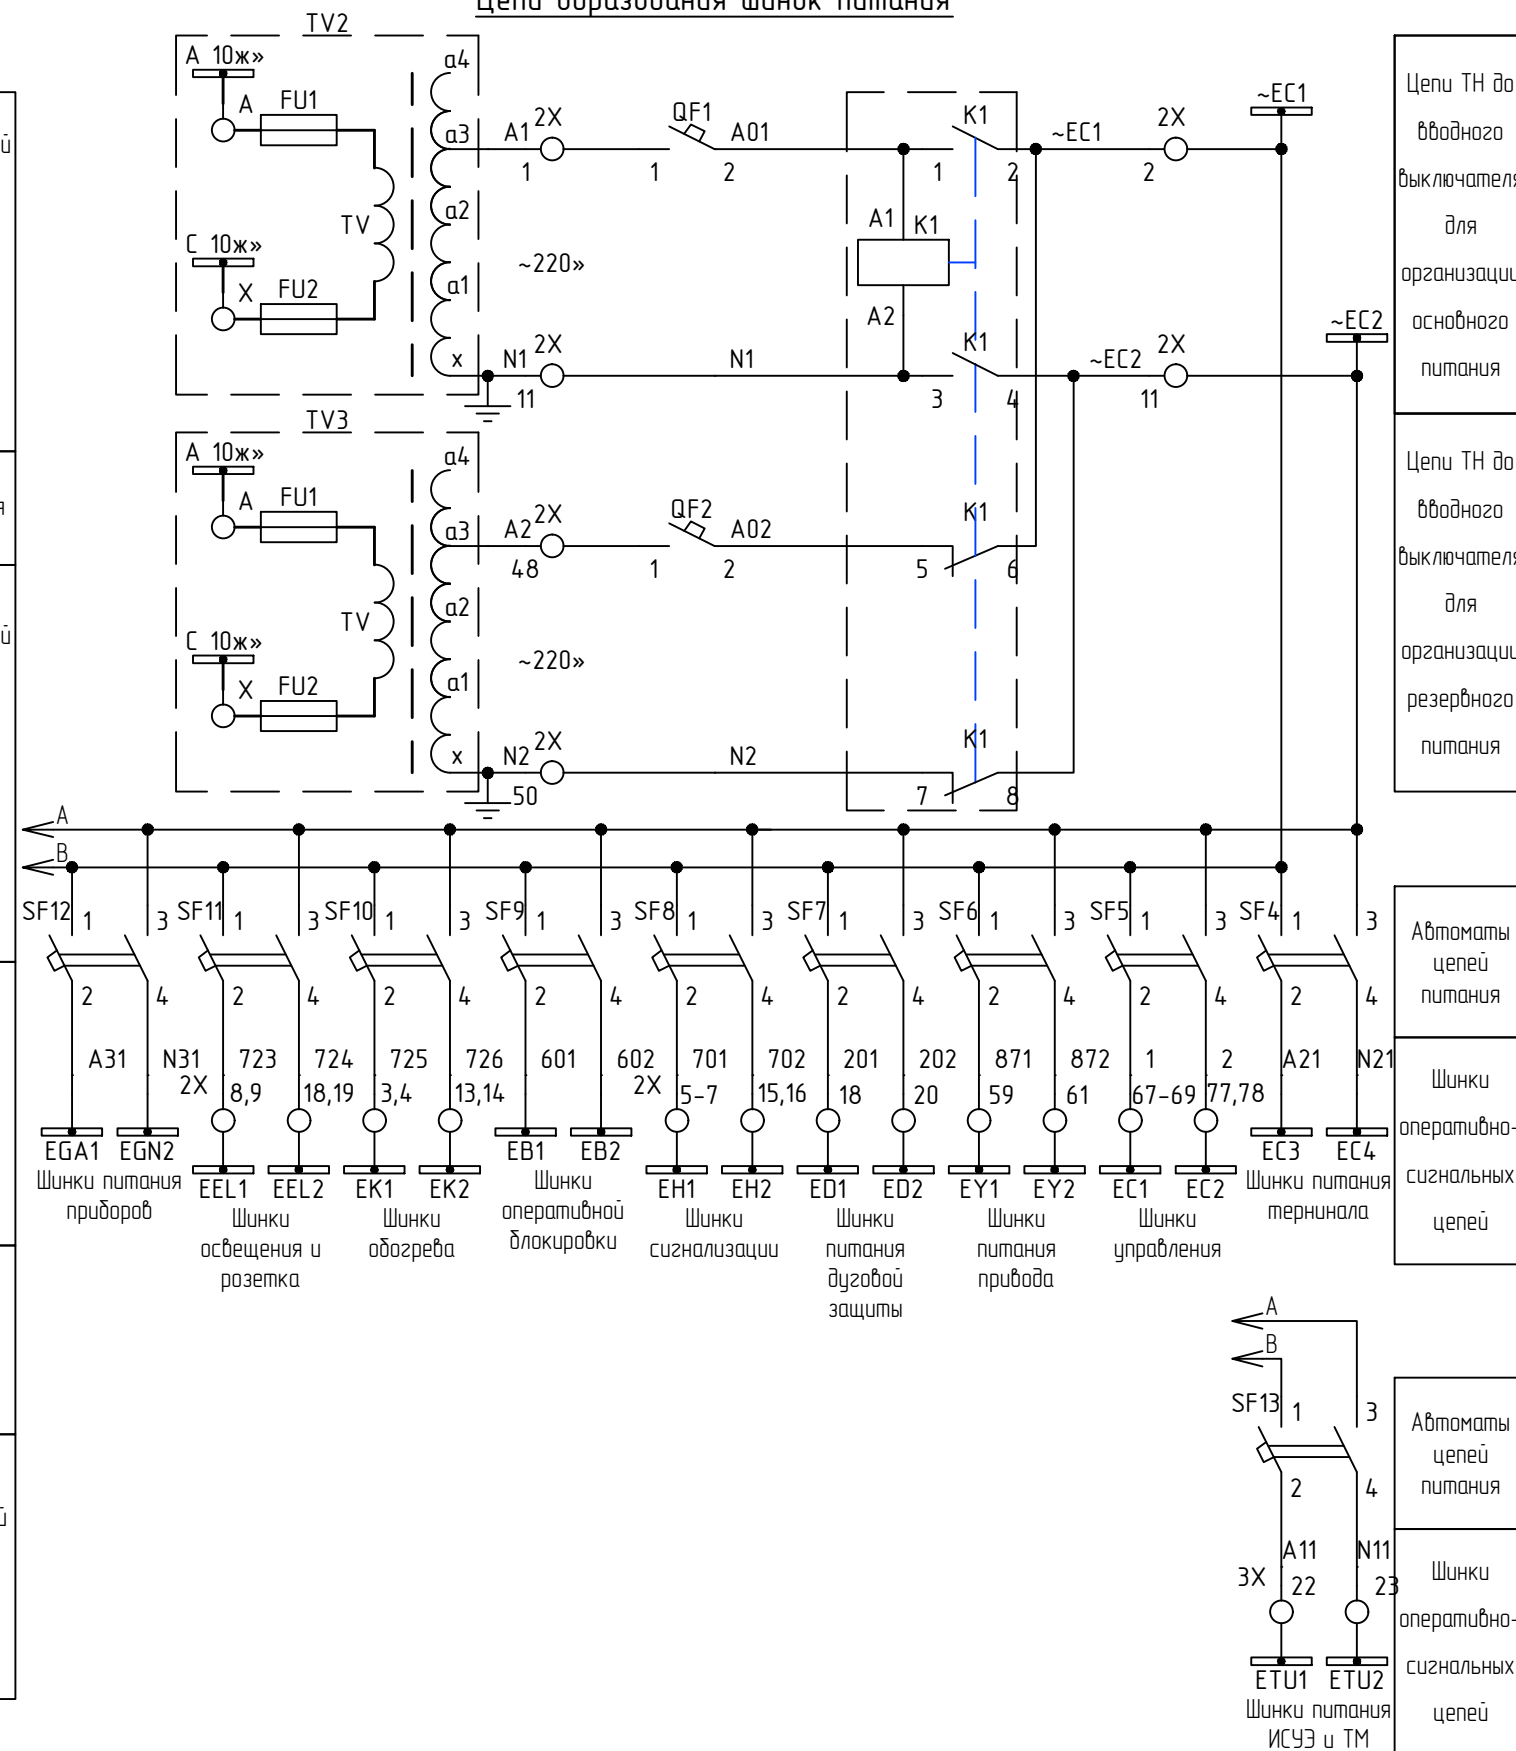 Цепи образования шинок питания
TV2
А 10ж»
A
FU1
TV
С 10ж»
X
FU2
a4
a3
a2
a1
x
A1
2X
1
QF1
1
2
A01
~220»
N1
2X
11
N1
K1
1
2
A1
K1
A2
K1
3
4
~EC1
2X
2
~EC1
~EC2
2X
11
~EC2
TV3
А 10ж»
A
FU1
TV
С 10ж»
X
FU2
a4
a3
a2
a1
x
A2
2X
48
QF2
1
2
A02
~220»
N2
2X
50
N2
K1
5
6
K1
7
8
Цепи ТН до
вводного
выключателя
для
организации
основного
питания
Цепи ТН до
вводного
выключателя
для
организации
резервного
питания
A
B
SF12 1 3 SF11 1 3 SF10 1 3 SF9 1 3 SF8 1 3 SF7 1 3 SF6 1 3 SF5 1 3 SF4 1 3
2 4 2 4 2 4 2 4 2 4 2 4 2 4 2 4 2 4
A31 N31 723 724 725 726 601 602 701 702 201 202 871 872 1 2 A21 N21
2X 8,9 18,19 3,4 13,14 2X 5-7 15,16 18 20 59 61 67-69 77,78
EGA1 EGN2 EEL1 EEL2 EK1 EK2 EB1 EB2 EH1 EH2 ED1 ED2 EY1 EY2 EC1 EC2 EC3 EC4
Шинки питания
приборов
Шинки
освещения и
розетка
Шинки
обогрева
Шинки
оперативной
блокировки
Шинки
сигнализации
Шинки
питания
дуговой
защиты
Шинки
питания
привода
Шинки
управления
Шинки питания
тернинала
Автоматы
цепей
питания
Шинки
оперативно-
сигнальных
цепей
A
B
SF13 1 3
2 4
A11 N11
3X 22 23
ETU1 ETU2
Шинки питания
ИСУЭ и ТМ
Автоматы
цепей
питания
Шинки
оперативно-
сигнальных
цепей